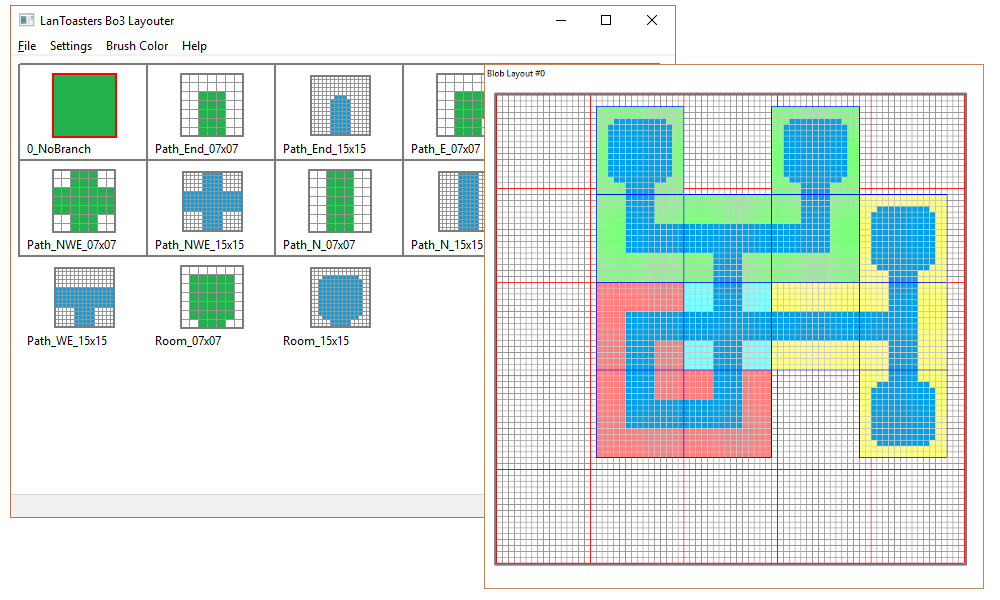 LanToasters Bo3 Layouter
File Settings Brush Color Help
Blob Layout #0
0_NoBranch Path_End_07x07 Path_End_15x15 Path_E_07x07
Path_NWE_07x07 Path_NWE_15x15 Path_N_07x07 Path_N_15x15
Path_WE_15x15 Room_07x07 Room_15x15